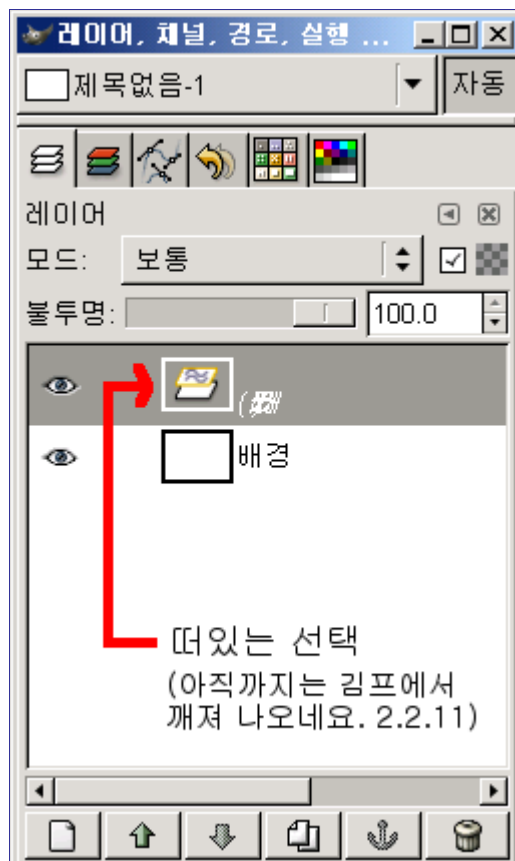 레이어, 채널, 경로, 실행 ...
제목없음-1
자동
레이어
모드: 보통
불투명: 100.0
배경
떠있는 선택
(아직까지는 김프에서
깨져 나오네요. 2.2.11)